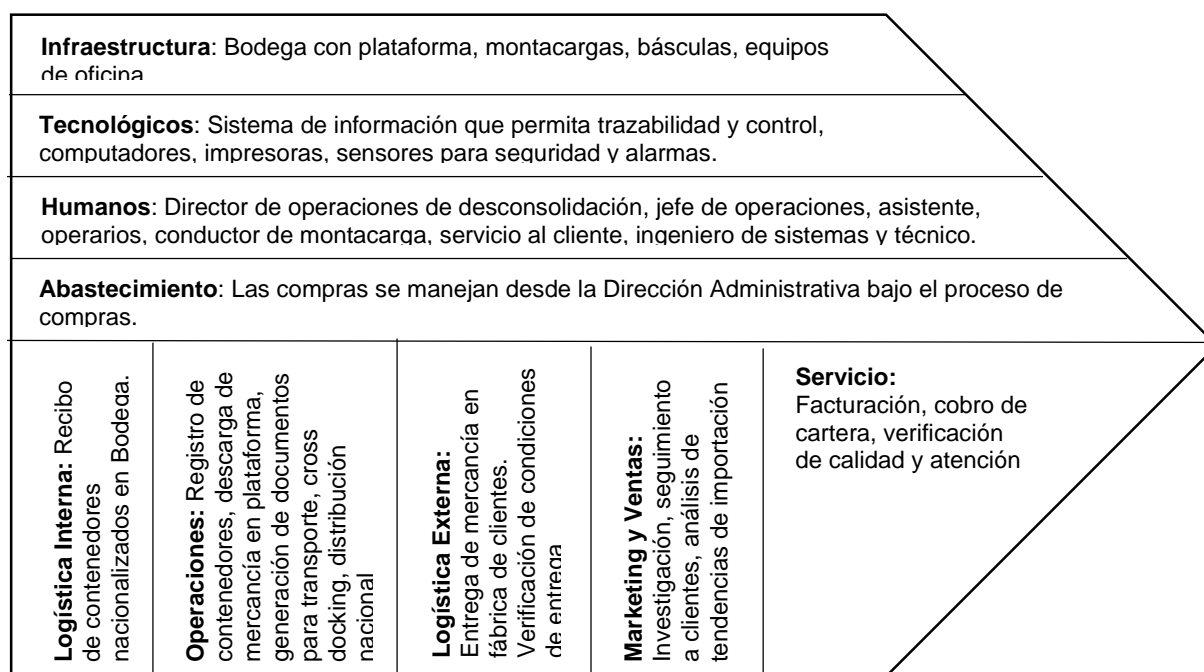 Infraestructura: Bodega con plataforma, montacargas, básculas, equipos
de oficina
Tecnológicos: Sistema de información que permita trazabilidad y control,
computadores, impresoras, sensores para seguridad y alarmas.
Humanos: Director de operaciones de desconsolidación, jefe de operaciones, asistente,
operarios, conductor de montacarga, servicio al cliente, ingeniero de sistemas y técnico.
Abastecimiento: Las compras se manejan desde la Dirección Administrativa bajo el proceso de
compras.
Logística Interna: Recibo
de contenedores
nacionalizados en Bodega.
Operaciones: Registro de
contenedores, descarga de
mercancía en plataforma,
generación de documentos
para transporte, cross
docking, distribución
nacional
Logística Externa:
Entrega de mercancía en
fábrica de clientes.
Verificación de condiciones
de entrega
Marketing y Ventas:
Investigación, seguimiento
a clientes, análisis de
tendencias de importación
Servicio:
Facturación, cobro de
cartera, verificación
de calidad y atención